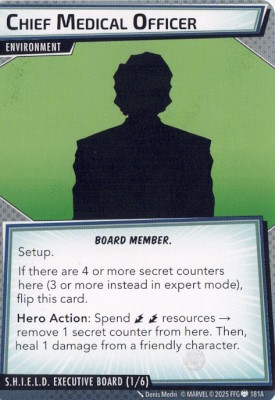 CHIEF MEDICAL OFFICER
ENVIRONMENT
BOARD MEMBER.
Setup.
If there are 4 or more secret counters
here (3 or more instead in expert mode),
flip this card.
Hero Action: Spend resources →
remove 1 secret counter from here. Then,
heal 1 damage from a friendly character.
S.H.I.E.L.D. EXECUTIVE BOARD (1/6)
Denis Medri © MARVEL © 2025 FFG 181A